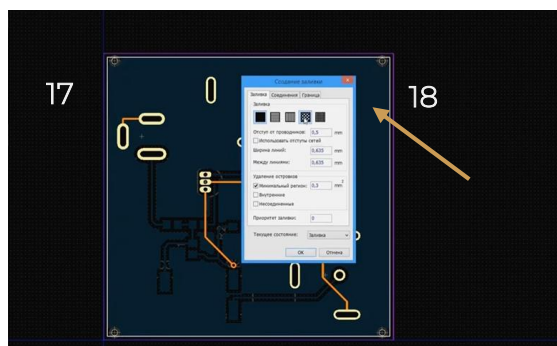 17
18
Создание заливки
Заливка Соединения Граница
Заливка
Отступ от проводников: 0,5 mm
Использовать отступы сетей
Ширина линий: 0,635 mm
Между линиями: 0,635 mm
Удаление островков
Минимальный регион: 0,3 mm 2
Внутренние
Несоединенные
Приоритет заливки: 0
Текущее состояние: Заливка
OK Отмена